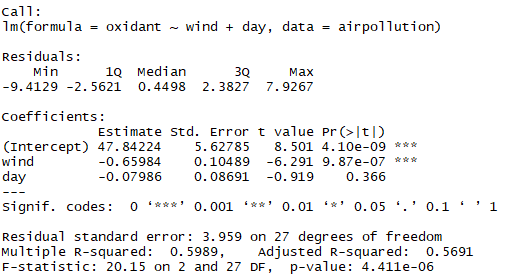 Call:
lm(formula = oxidant ~ wind + day, data = airpollution)
Residuals:
Min 1Q Median 3Q Max
-9.4129 -2.5621 0.4498 2.3827 7.9267
Coefficients:
Estimate Std. Error t value Pr(>|t|)
(Intercept) 47.84224 5.62785 8.501 4.10e-09 ***
wind -0.65984 0.10489 -6.291 9.87e-07 ***
day -0.07986 0.08691 -0.919 0.366
---
Signif. codes: 0 ‘***’ 0.001 ‘**’ 0.01 ‘*’ 0.05 ‘.’ 0.1 ‘ ’ 1
Residual standard error: 3.959 on 27 degrees of freedom
Multiple R-squared: 0.5989, Adjusted R-squared: 0.5691
F-statistic: 20.15 on 2 and 27 DF, p-value: 4.411e-06